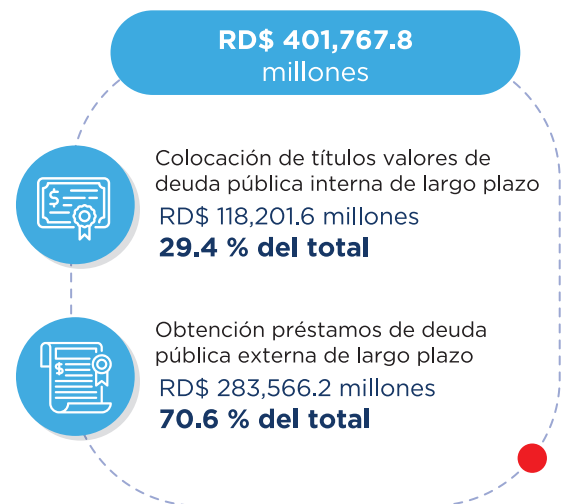 RD$ 401,767.8
millones
Colocación de títulos valores de
deuda pública interna de largo plazo
RD$ 118,201.6 millones
29.4 % del total
Obtención préstamos de deuda
pública externa de largo plazo
RD$ 283,566.2 millones
70.6 % del total